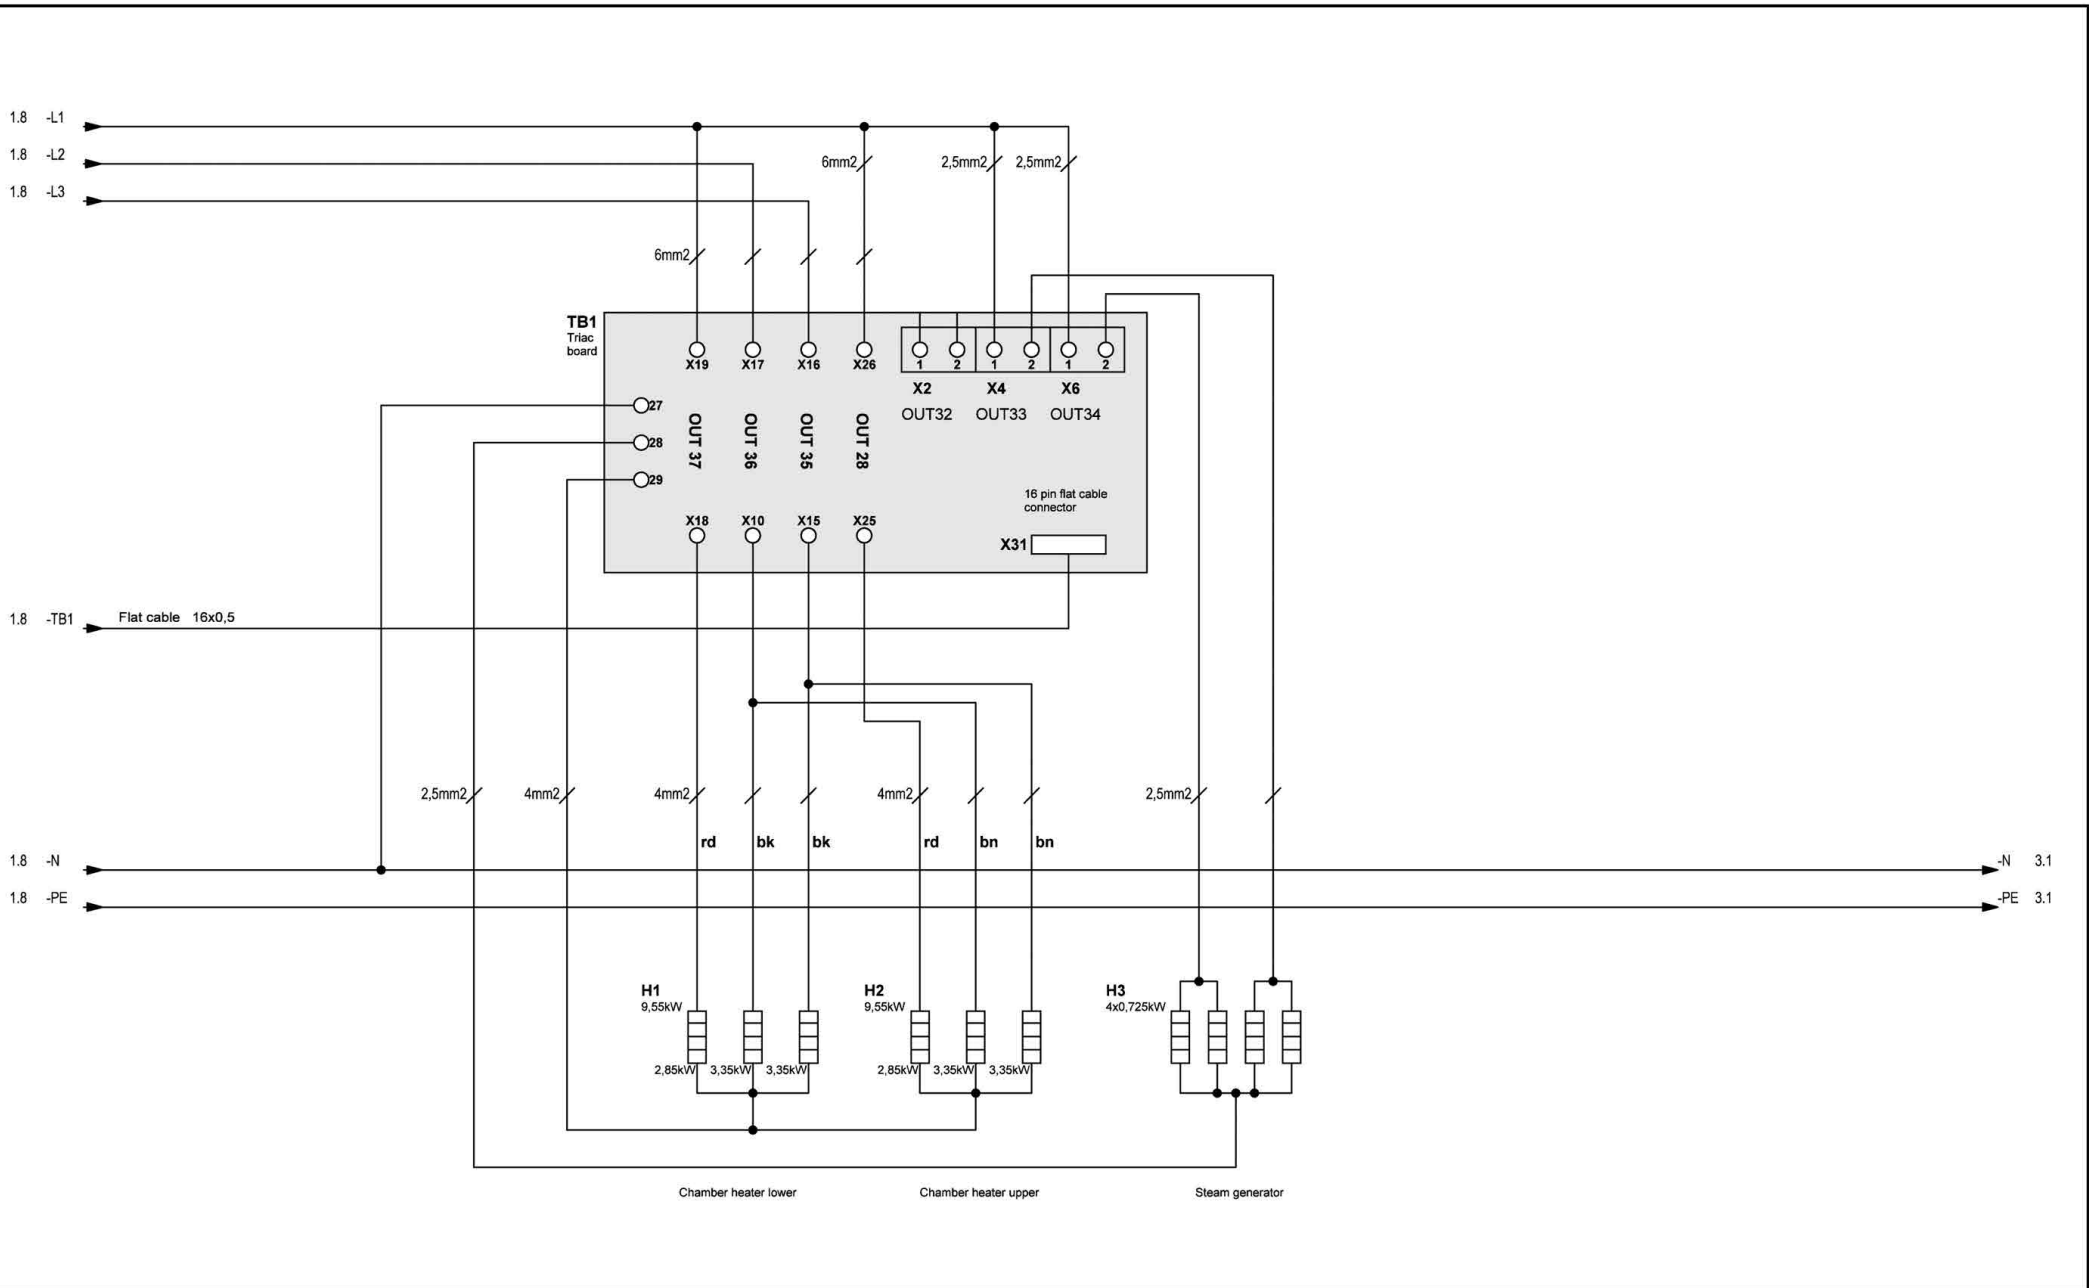 1.8 -L1
1.8 -L2
6mm2 2,5mm2 2,5mm2
1.8 -L3
6mm2
TB1
Triac
board
X19 X17 X16 X26 1 2 1 2 1 2
X2 X4 X6
OUT32 OUT33 OUT34
27
28
29
OUT 37
OUT 36
OUT 35
OUT 28
16 pin flat cable
connector
X18 X10 X15 X25
X31
1.8 -TB1 Flat cable 16x0,5
2,5mm2 4mm2 4mm2 4mm2 2,5mm2
rd bk bk rd bn bn
1.8 -N -N 3.1
1.8 -PE -PE 3.1
H1 H2 H3
9,55kW 9,55kW 4x0,725kW
2,85kW 3,35kW 3,35kW 2,85kW 3,35kW 3,35kW
Chamber heater lower Chamber heater upper Steam generator